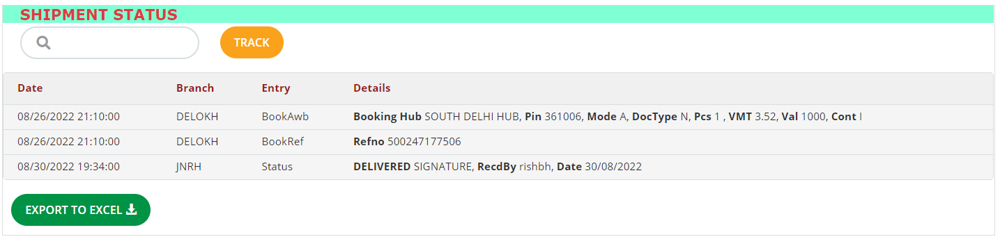 SHIPMENT STATUS
TRACK
Date Branch Entry Details
08/26/2022 21:10:00 DELOKH BookAwb Booking Hub SOUTH DELHI HUB, Pin 361006, Mode A, DocType N, Pcs 1 , VMT 3.52, Val 1000, Cont I
08/26/2022 21:10:00 DELOKH BookRef Refno 500247177506
08/30/2022 19:34:00 JNRH Status DELIVERED SIGNATURE, RecdBy rishbh, Date 30/08/2022
EXPORT TO EXCEL